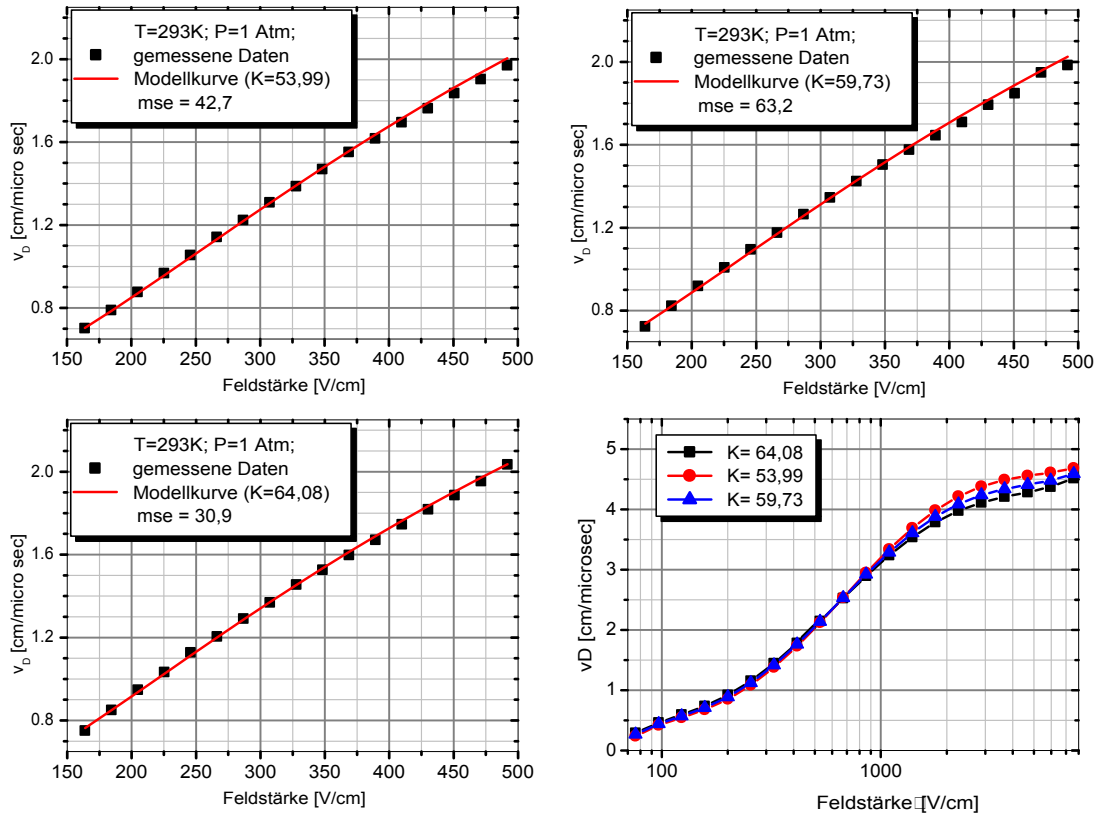 T=293K; P=1 Atm;
gemessene Daten
Modellkurve (K=53,99)
mse = 42,7
2.0
1.6
1.2
0.8
v_D [cm/micro sec]
150 200 250 300 350 400 450 500
Feldstärke [V/cm]
T=293K; P=1 Atm;
gemessene Daten
Modellkurve (K=59,73)
mse = 63,2
2.0
1.6
1.2
0.8
v_D [cm/micro sec]
150 200 250 300 350 400 450 500
Feldstärke [V/cm]
T=293K; P=1 Atm;
gemessene Daten
Modellkurve (K=64,08)
mse = 30,9
2.0
1.6
1.2
0.8
v_D [cm/micro sec]
150 200 250 300 350 400 450 500
Feldstärke [V/cm]
K= 64,08
K= 53,99
K= 59,73
5
4
3
2
1
0
vD [cm/microsec]
100 1000
Feldstärke□[V/cm]